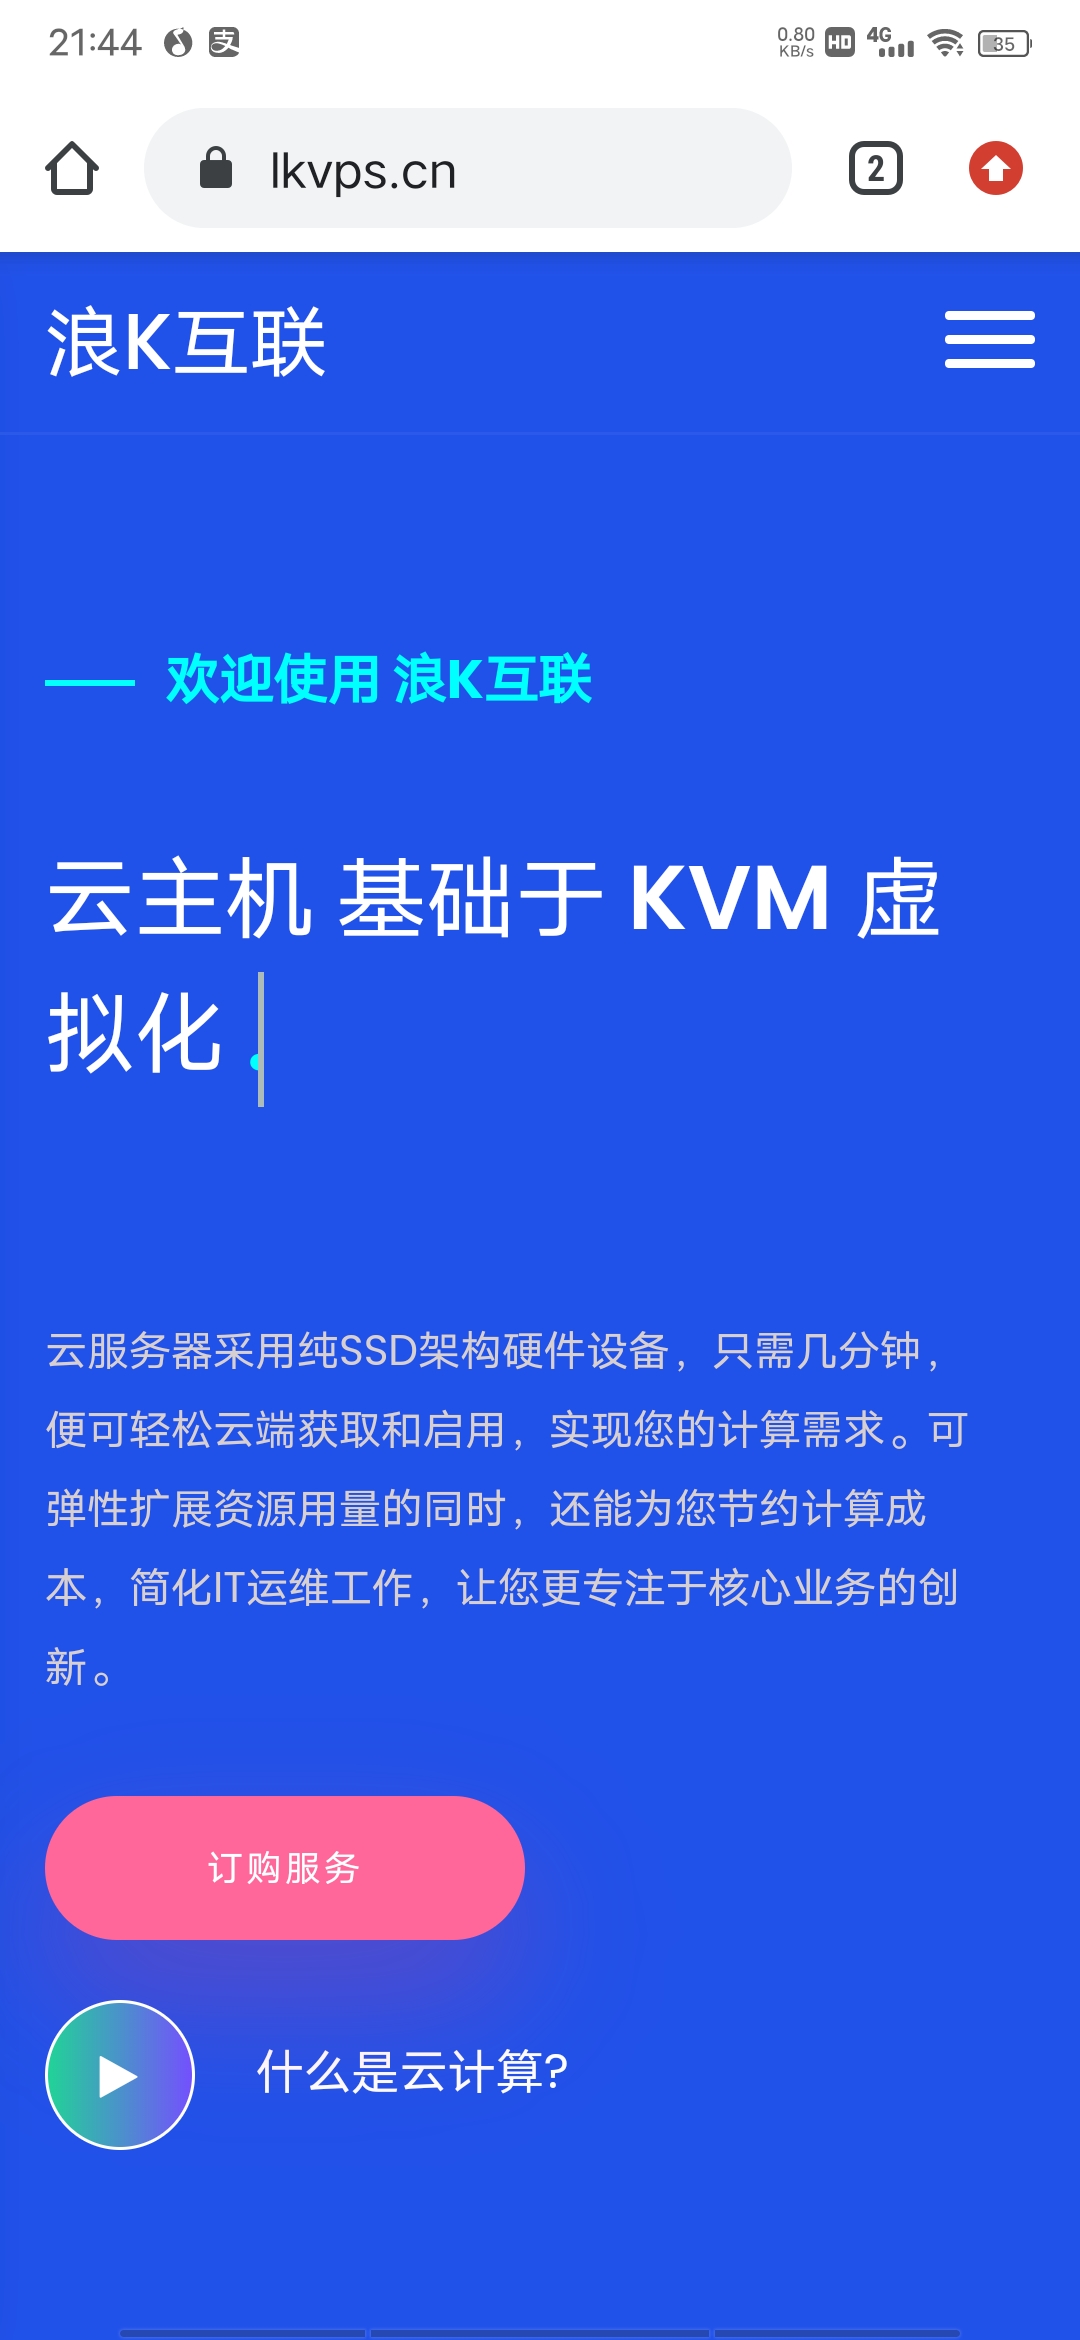 21:44 支 0.80 KB/s HD 4G 35
lkvps.cn 2
浪K互联
欢迎使用 浪K互联
云主机 基础于 KVM 虚
拟化 .
云服务器采用纯SSD架构硬件设备，只需几分钟，
便可轻松云端获取和启用，实现您的计算需求。可
弹性扩展资源用量的同时，还能为您节约计算成
本，简化IT运维工作，让您更专注于核心业务的创
新。
订购服务
什么是云计算?